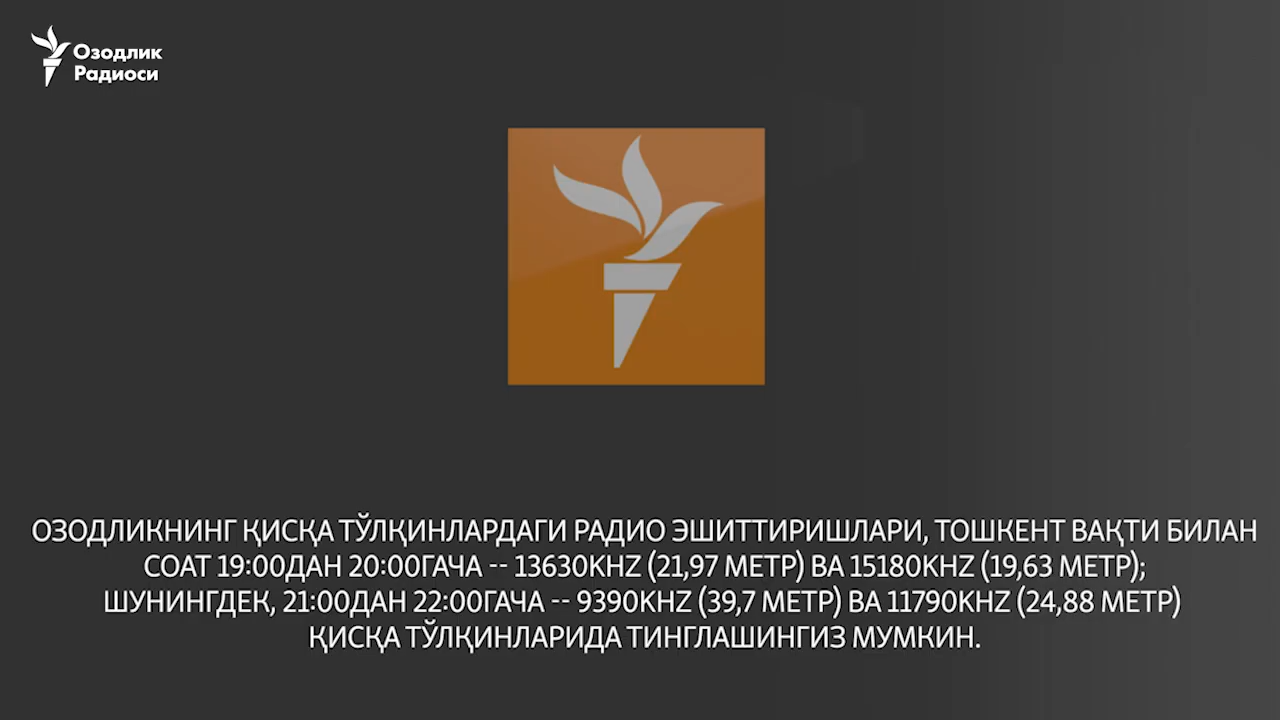 Озодлик
Радиоси
ОЗОДЛИКНИНГ ҚИСҚА ТЎЛҚИНЛАРДАГИ РАДИО ЭШИТТИРИШЛАРИ, ТОШКЕНТ ВАҚТИ БИЛАН
СОАТ 19:00ДАН 20:00ГАЧА -- 13630KHZ (21,97 МЕТР) ВА 15180KHZ (19,63 МЕТР);
ШУНИНГДЕК, 21:00ДАН 22:00ГАЧА -- 9390KHZ (39,7 МЕТР) ВА 11790KHZ (24,88 МЕТР)
ҚИСҚА ТЎЛҚИНЛАРИДА ТИНГЛАШИНГИЗ МУМКИН.